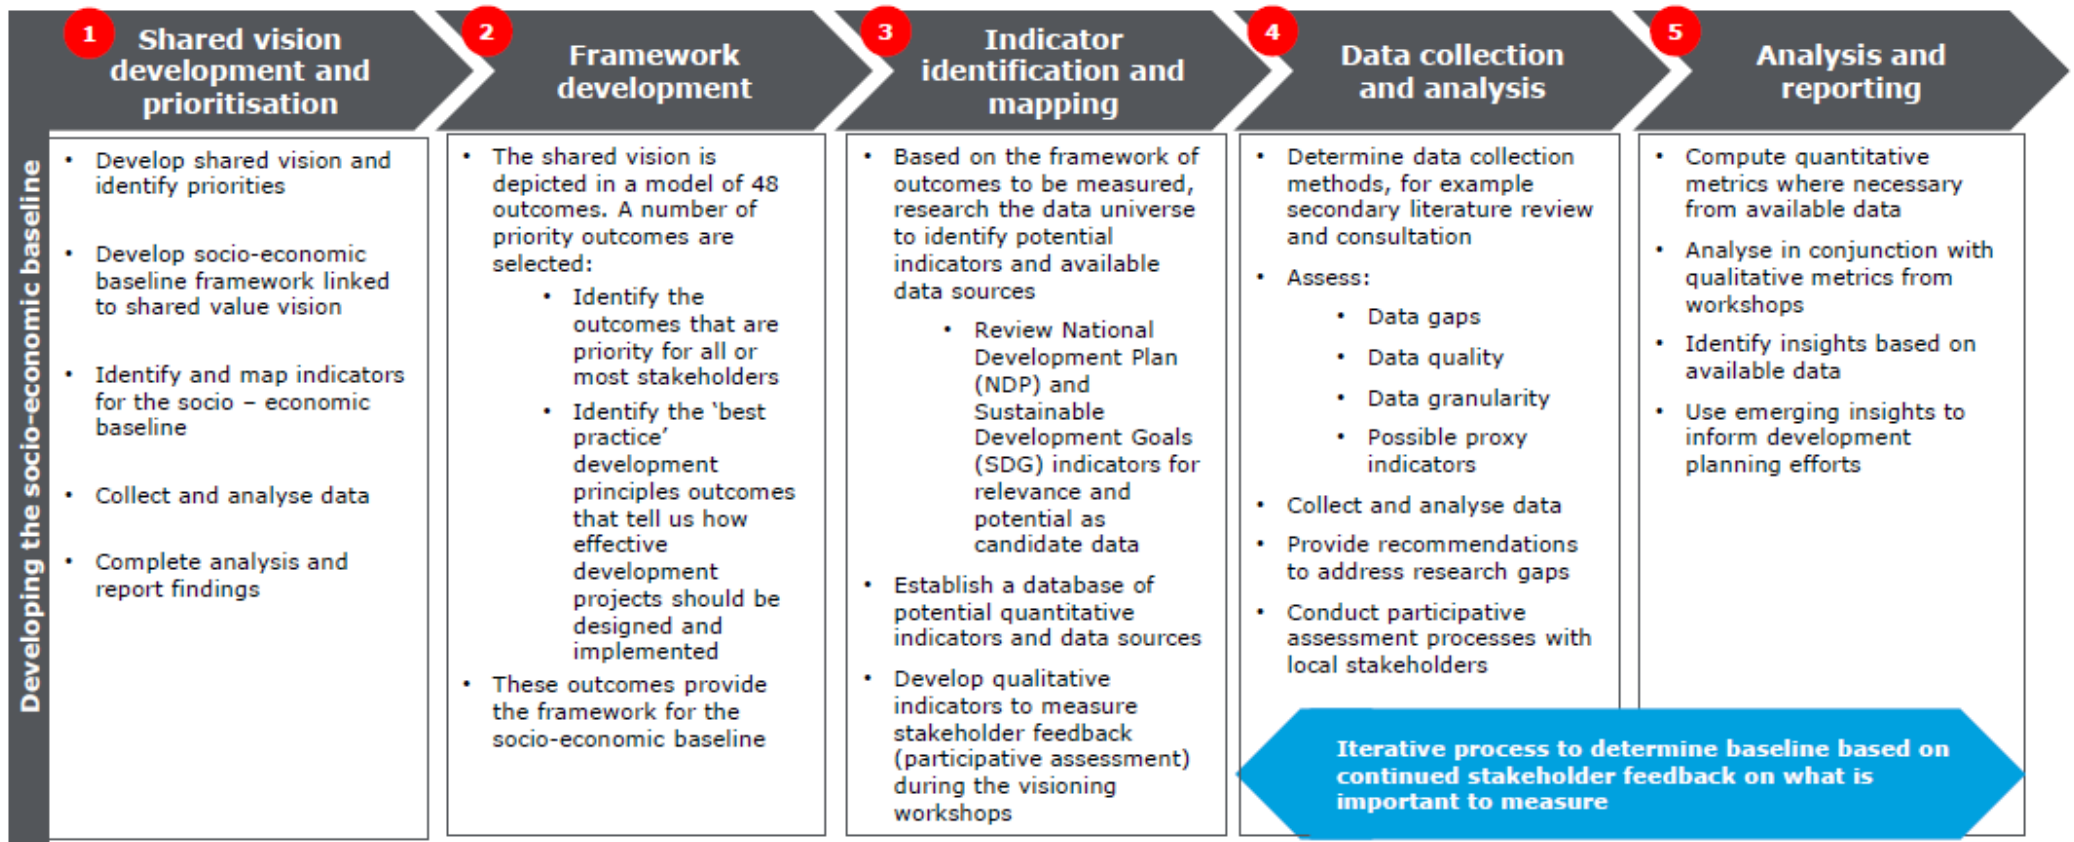 Developing the socio-economic baseline
1
Shared vision
development and
prioritisation
• Develop shared vision and
identify priorities
• Develop socio-economic
baseline framework linked
to shared value vision
• Identify and map indicators
for the socio – economic
baseline
• Collect and analyse data
• Complete analysis and
report findings
2
Framework
development
• The shared vision is
depicted in a model of 48
outcomes. A number of
priority outcomes are
selected:
• Identify the
outcomes that are
priority for all or
most stakeholders
• Identify the ‘best
practice’
development
principles outcomes
that tell us how
effective
development
projects should be
designed and
implemented
• These outcomes provide
the framework for the
socio-economic baseline
3
Indicator
identification and
mapping
• Based on the framework of
outcomes to be measured,
research the data universe
to identify potential
indicators and available
data sources
• Review National
Development Plan
(NDP) and
Sustainable
Development Goals
(SDG) indicators for
relevance and
potential as
candidate data
• Establish a database of
potential quantitative
indicators and data sources
• Develop qualitative
indicators to measure
stakeholder feedback
(participative assessment)
during the visioning
workshops
4
Data collection
and analysis
• Determine data collection
methods, for example
secondary literature review
and consultation
• Assess:
• Data gaps
• Data quality
• Data granularity
• Possible proxy
indicators
• Collect and analyse data
• Provide recommendations
to address research gaps
• Conduct participative
assessment processes with
local stakeholders
5
Analysis and
reporting
• Compute quantitative
metrics where necessary
from available data
• Analyse in conjunction with
qualitative metrics from
workshops
• Identify insights based on
available data
• Use emerging insights to
inform development
planning efforts
Iterative process to determine baseline based on
continued stakeholder feedback on what is
important to measure